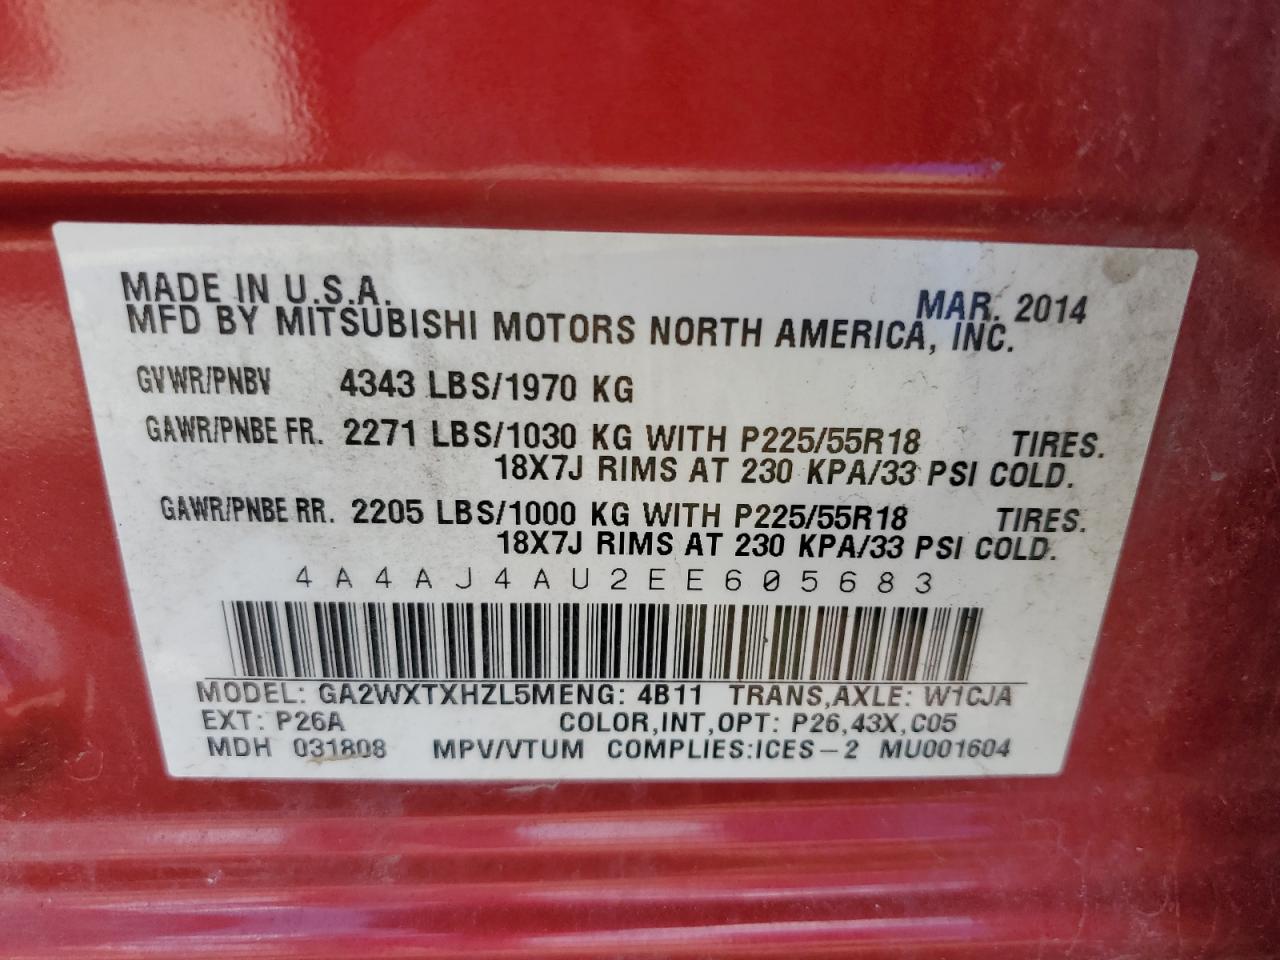 MADE IN U.S.A. MAR. 2014
MFD BY MITSUBISHI MOTORS NORTH AMERICA, INC.
GVWR/PNBV 4343 LBS/1970 KG
GAWR/PNBE FR. 2271 LBS/1030 KG WITH P225/55R18 TIRES.
18X7J RIMS AT 230 KPA/33 PSI COLD.
GAWR/PNBE RR. 2205 LBS/1000 KG WITH P225/55R18 TIRES.
18X7J RIMS AT 230 KPA/33 PSI COLD.
4A4AJ4AU2EE605683
MODEL: GA2WXTXHZL5M ENG: 4B11 TRANS,AXLE: W1CJA
EXT: P26A COLOR,INT,OPT: P26,43X,C05
MDH 031808 MPV/VTUM COMPLIES:ICES-2 MU001604